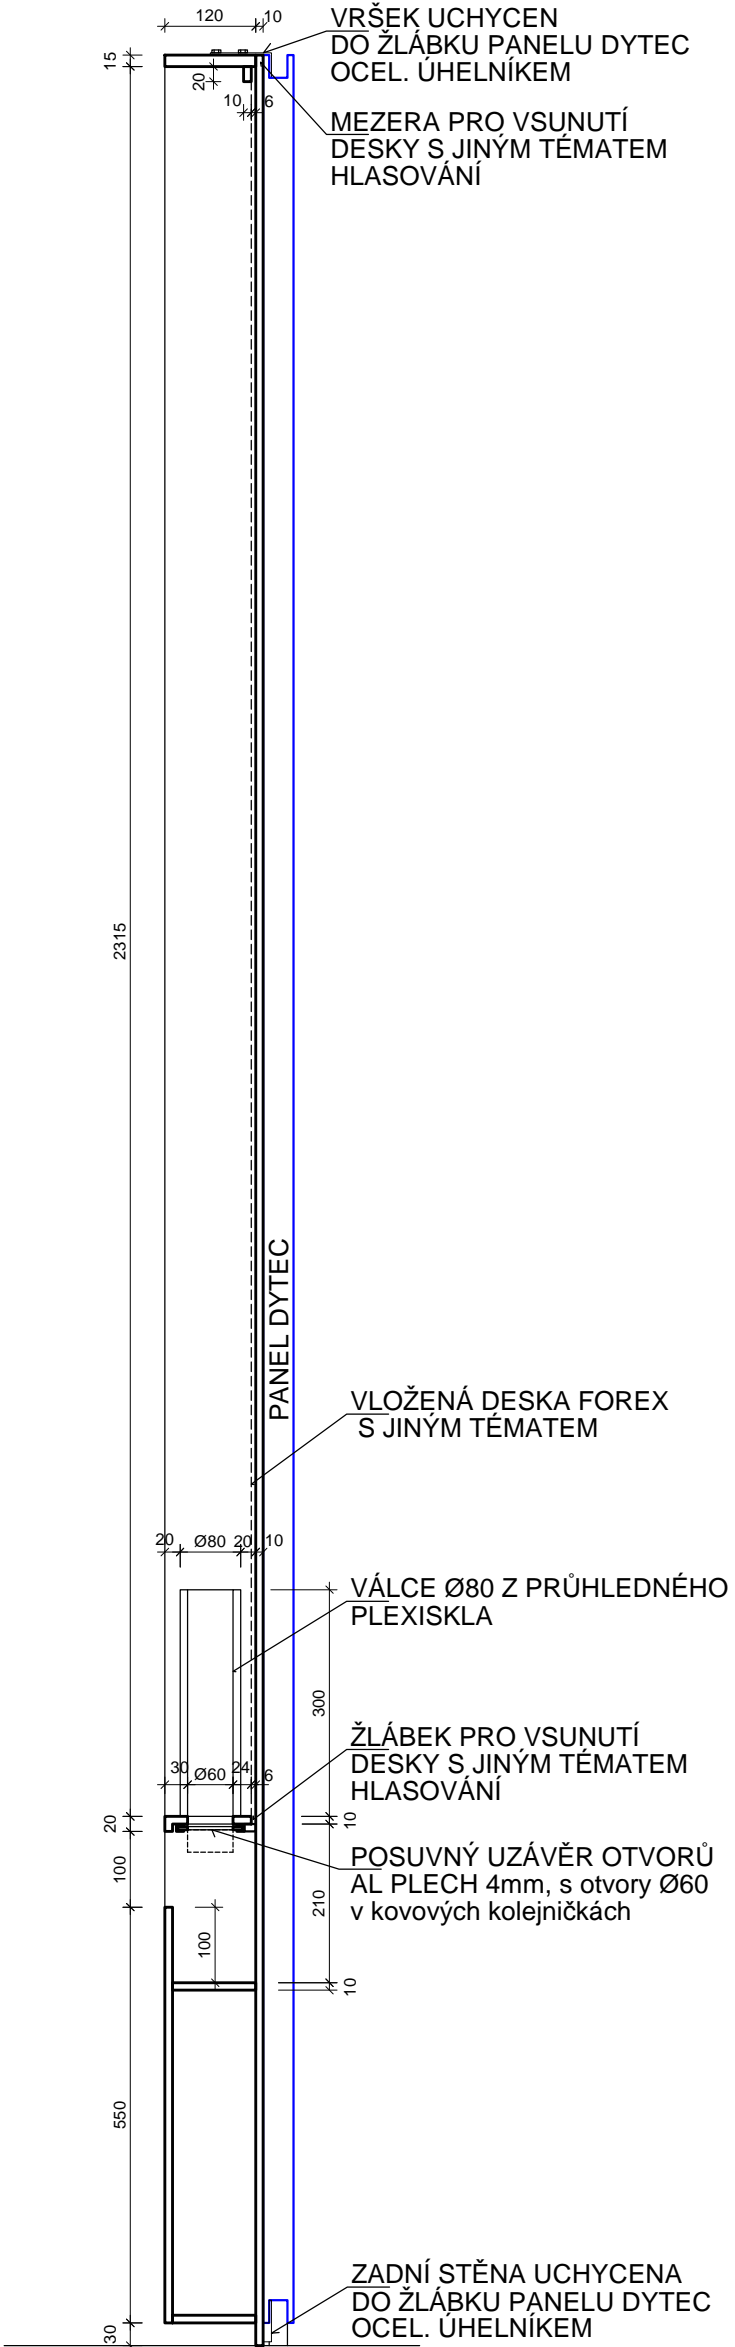 120
10
VRŠEK UCHYCEN
DO ŽLÁBKU PANELU DYTEC
OCEL. ÚHELNÍKEM
15
20
10
6
MEZERA PRO VSUNUTÍ
DESKY S JINÝM TÉMATEM
HLASOVÁNÍ
2315
PANEL DYTEC
VLOŽENÁ DESKA FOREX
S JINÝM TÉMATEM
20
Ø80
20
10
VÁLCE Ø80 Z PRŮHLEDNÉHO
PLEXISKLA
300
ŽLÁBEK PRO VSUNUTÍ
DESKY S JINÝM TÉMATEM
HLASOVÁNÍ
30
Ø60
24
6
20
10
POSUVNÝ UZÁVĚR OTVORŮ
AL PLECH 4mm, s otvory Ø60
v kovových kolejničkách
100
210
100
10
550
ZADNÍ STĚNA UCHYCENA
DO ŽLÁBKU PANELU DYTEC
OCEL. ÚHELNÍKEM
30